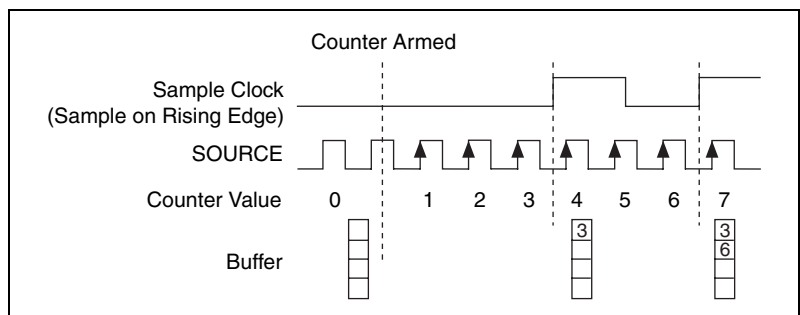 Counter Armed
Sample Clock
(Sample on Rising Edge)
SOURCE
Counter Value 0 1 2 3 4 5 6 7
Buffer
3
3
6